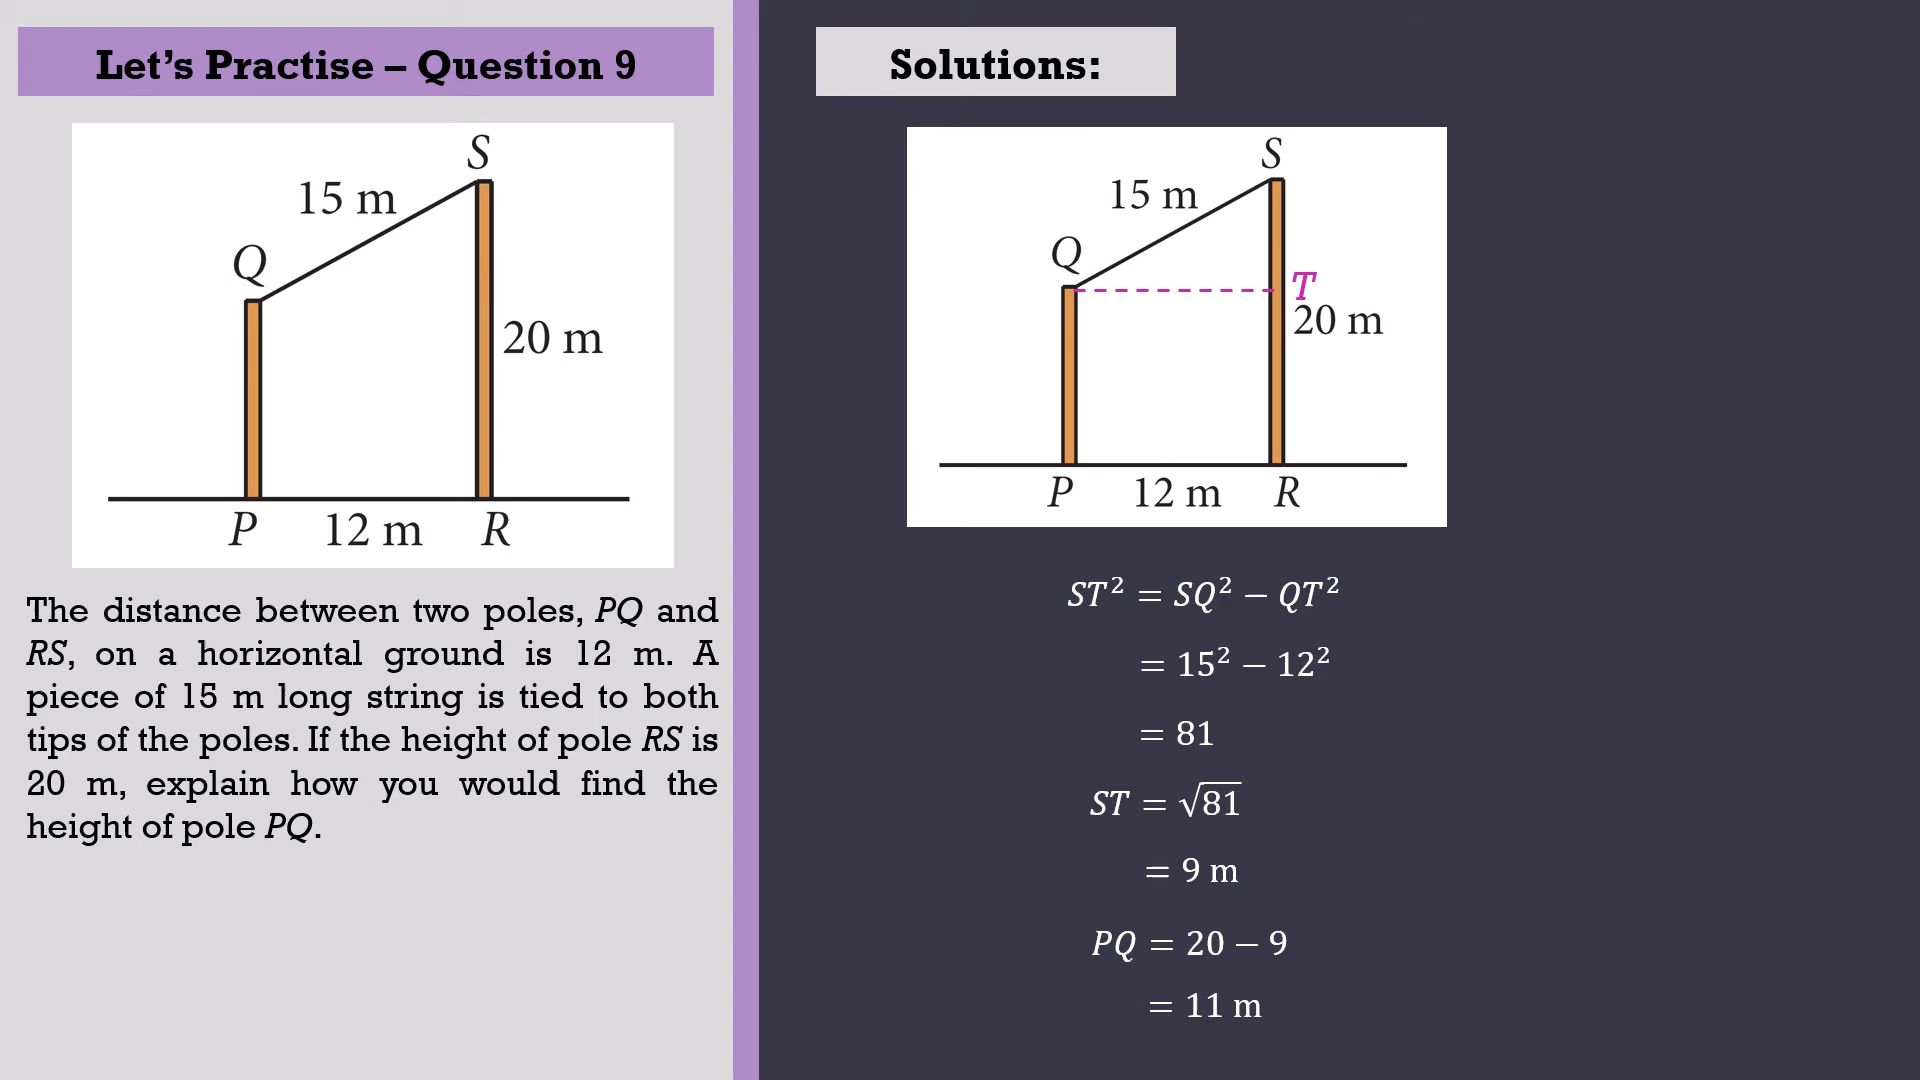 Let’s Practise – Question 9
S
15 m
Q
20 m
P 12 m R
The distance between two poles, PQ and
RS, on a horizontal ground is 12 m. A
piece of 15 m long string is tied to both
tips of the poles. If the height of pole RS is
20 m, explain how you would find the
height of pole PQ.
Solutions:
S
15 m
Q
T
20 m
P 12 m R
ST² = SQ² − QT²
= 15² − 12²
= 81
ST = √81
= 9 m
PQ = 20 − 9
= 11 m